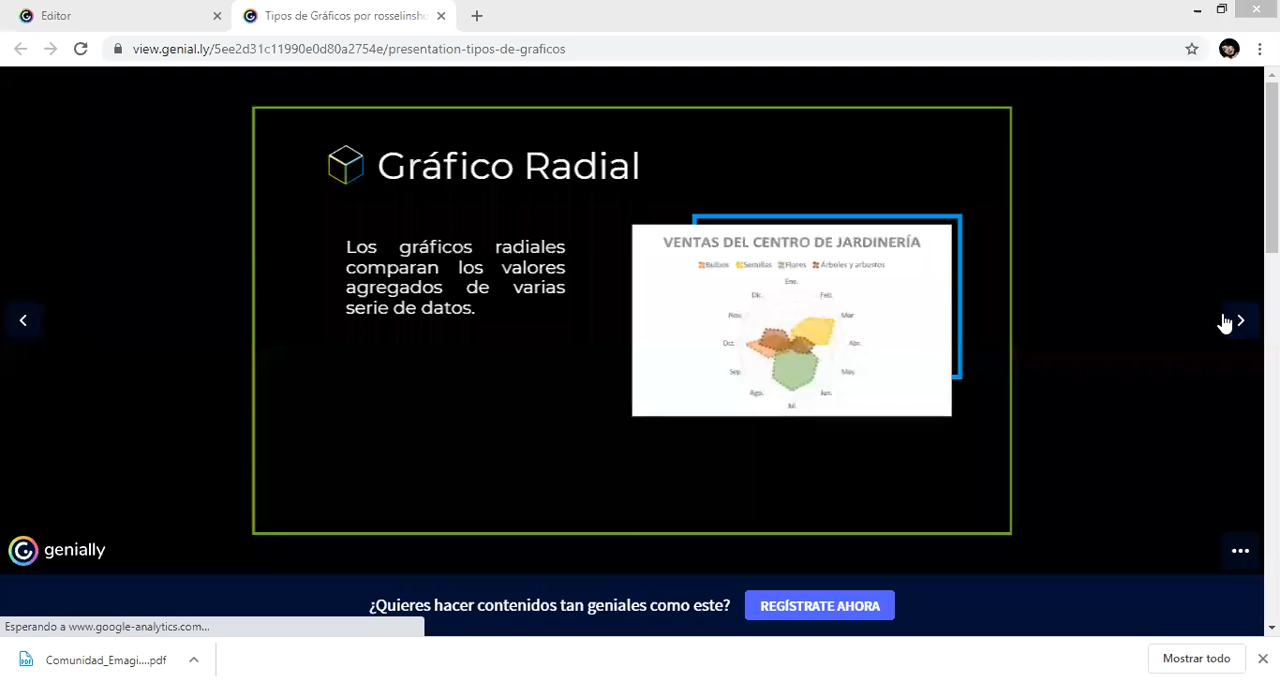 Editor
Tipos de Gráficos por rosselinsho
view.genial.ly/5ee2d31c11990e0d80a2754e/presentation-tipos-de-graficos
Gráfico Radial
Los gráficos radiales
comparan los valores
agregados de varias
serie de datos.
VENTAS DEL CENTRO DE JARDINERÍA
Bulbos Semillas Flores Árboles y arbustos
Ene.
Dic. Feb.
Nov. Mar
Oct. Abr.
Sep. May.
Ago. Jun.
Jul.
genially
¿Quieres hacer contenidos tan geniales como este? REGÍSTRATE AHORA
Esperando a www.google-analytics.com...
Comunidad_Emagi....pdf
Mostrar todo